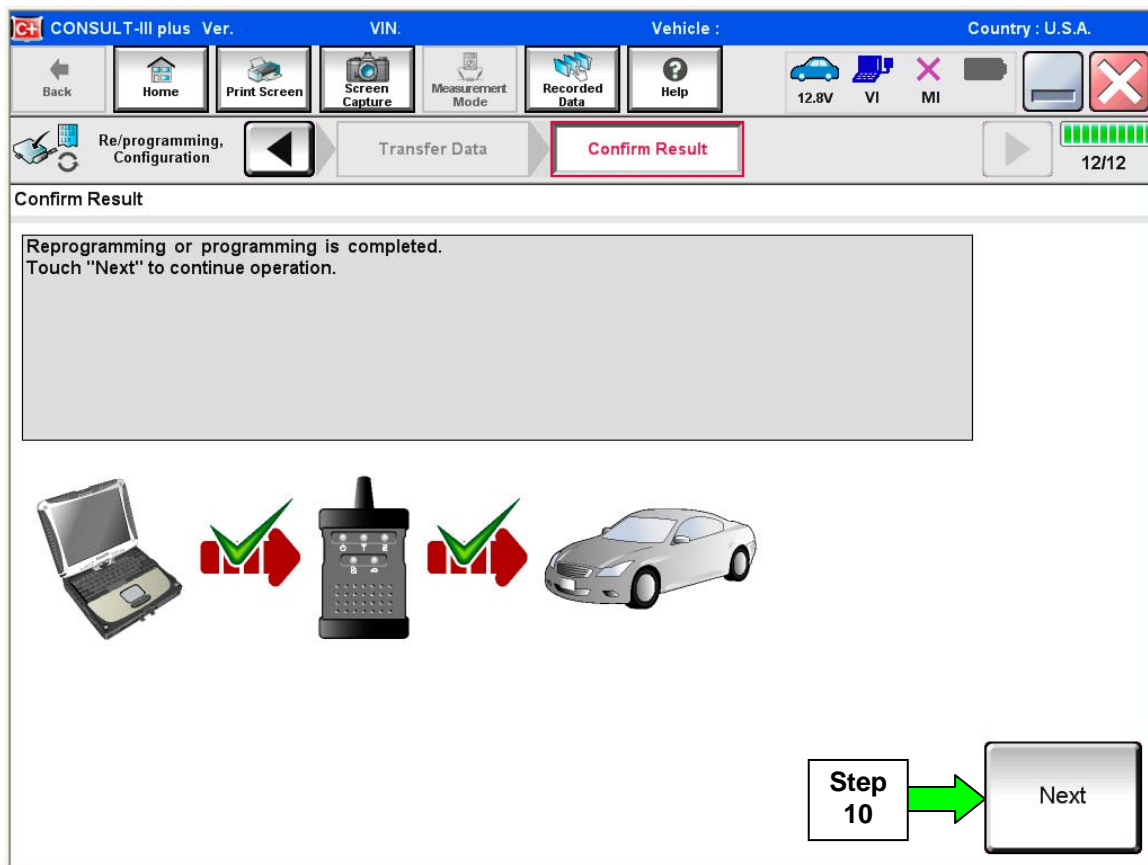 C+ CONSULT-III plus Ver. VIN: Vehicle : Country : U.S.A.
Back Home Print Screen Screen Capture Measurement Mode Recorded Data Help 12.8V VI MI
Re/programming, Configuration Transfer Data Confirm Result 12/12
Confirm Result
Reprogramming or programming is completed.
Touch "Next" to continue operation.
Step
10
Next